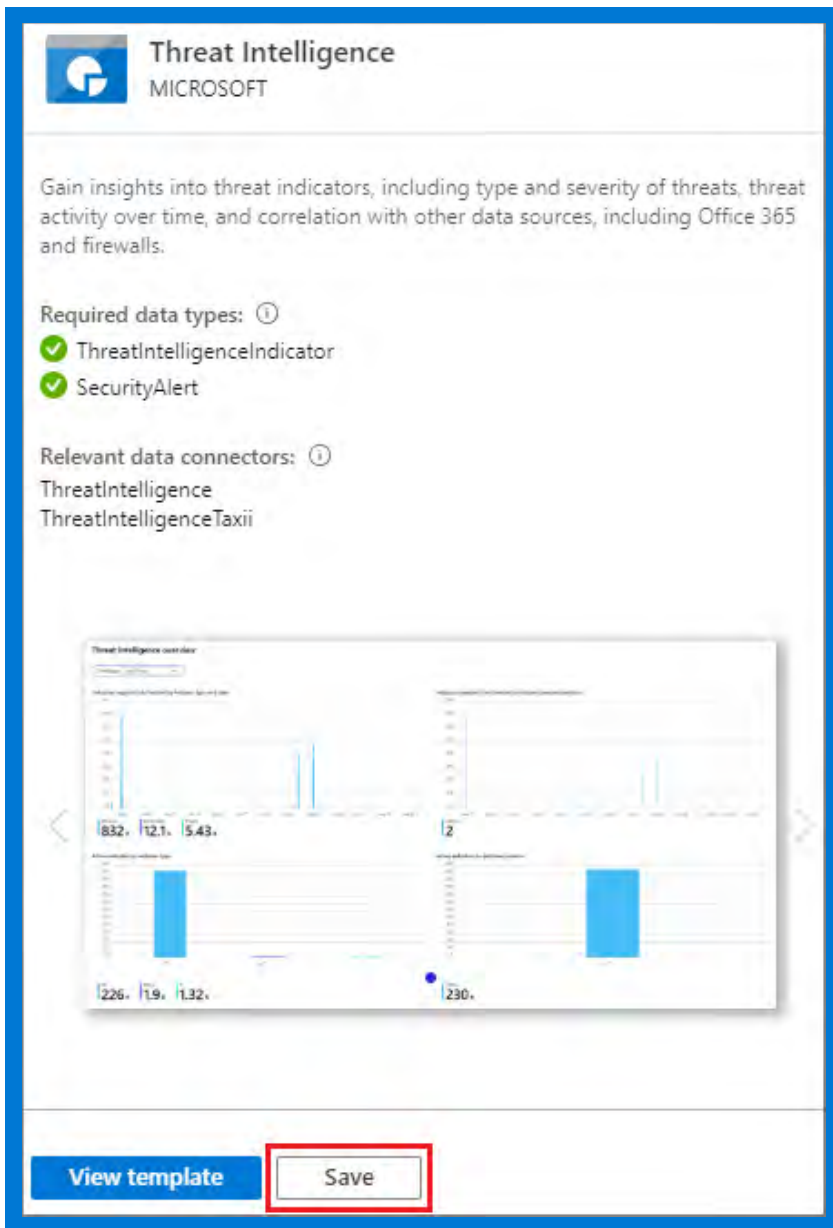 Threat Intelligence
MICROSOFT
Gain insights into threat indicators, including type and severity of threats, threat
activity over time, and correlation with other data sources, including Office 365
and firewalls.
Required data types:
ThreatIntelligenceIndicator
SecurityAlert
Relevant data connectors:
ThreatIntelligence
ThreatIntelligenceTaxii
Threat Intelligence overview
832 12.1 5.43
2
226 1.9 1.32
230
View template
Save